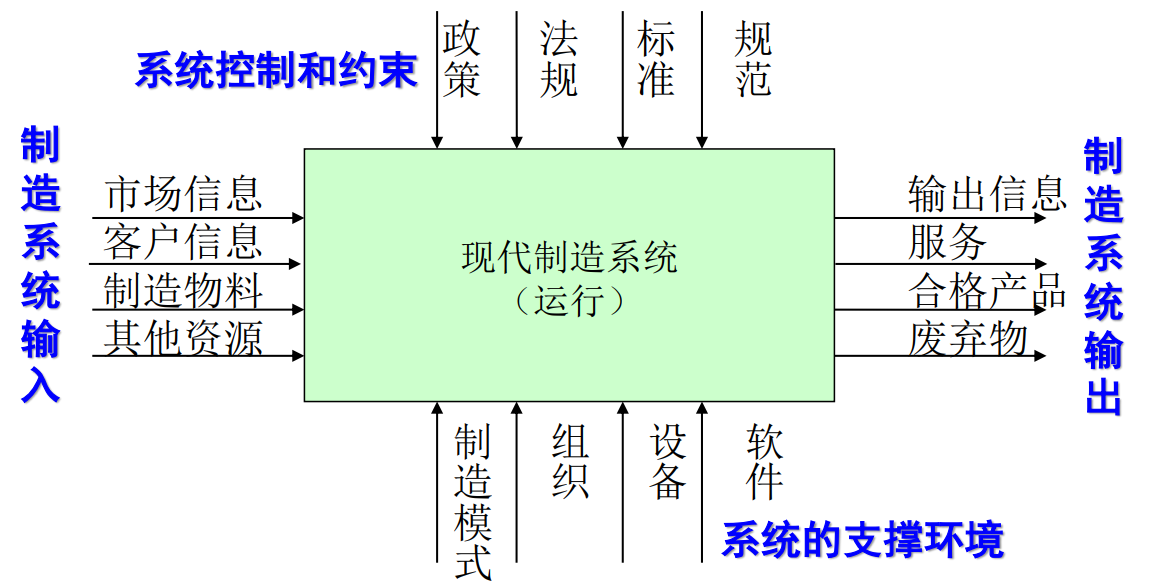 系统控制和约束
政策
法规
标准
规范
制造系统输入
市场信息
客户信息
制造物料
其他资源
现代制造系统
（运行）
输出信息
服务
合格产品
废弃物
制造系统输出
制造模式
组织
设备
软件
系统的支撑环境